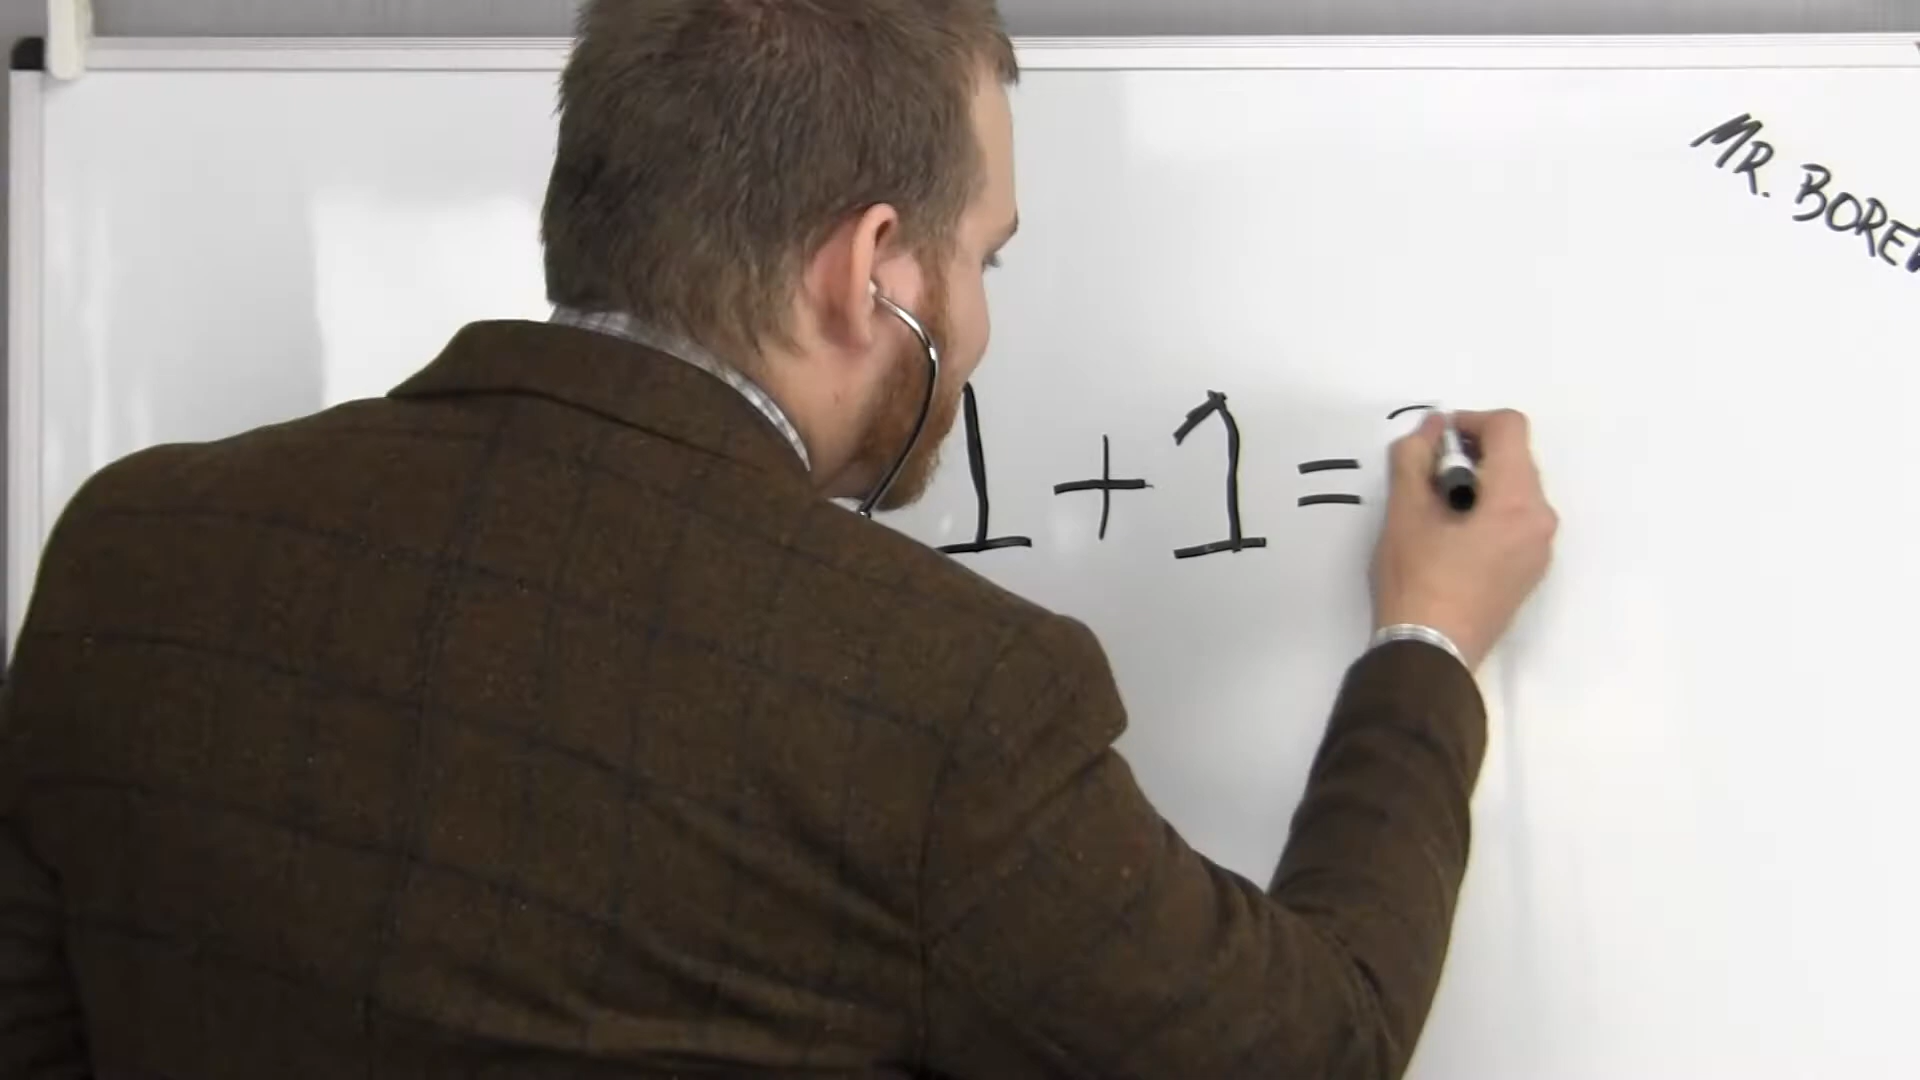 MR. BORE
1 + 1 =